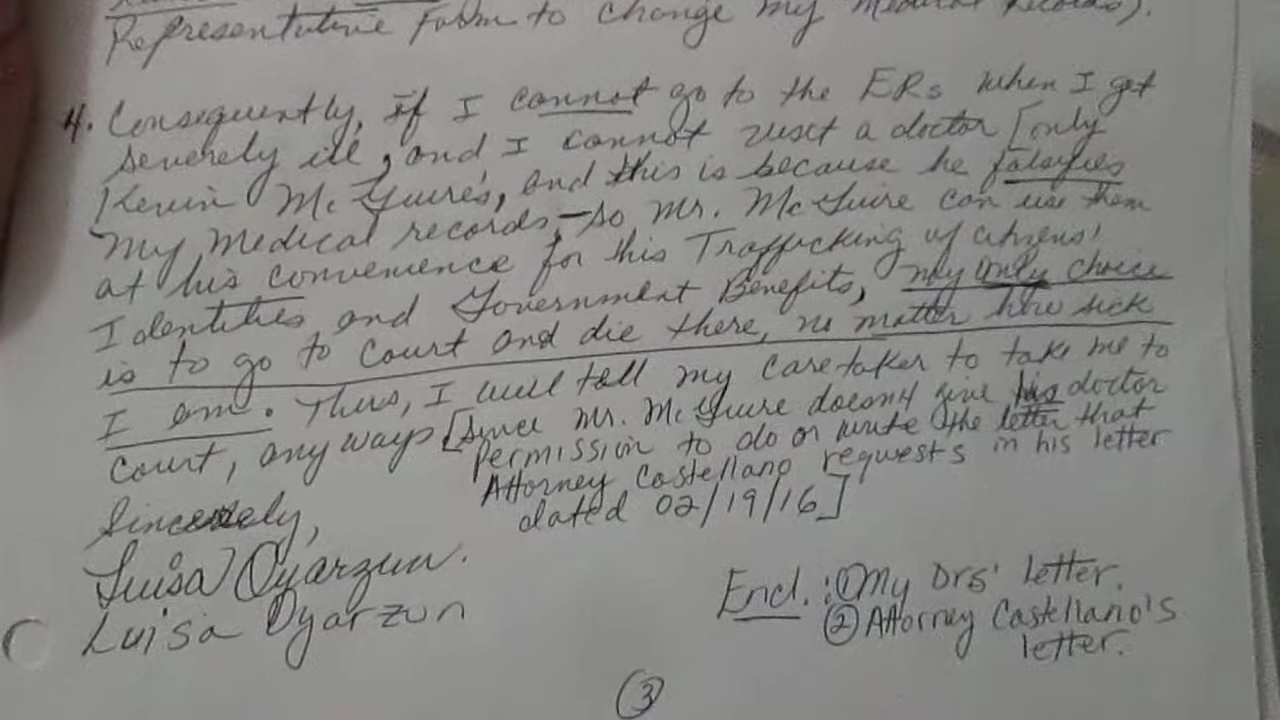 Representative form to change my Medical Records).
4. Consequently, if I cannot go to the ERs when I get
severely ill, and I cannot visit a doctor [only
Kevin McGuire's, and this is because he falsifies
my medical records—so Mr. McGuire can use them
at his convenience for his Trafficking of citizens'
Identities and Government Benefits, my only choice
is to go to court and die there, no matter how sick
I am. Thus, I will tell my caretaker to take me to
court, any ways [Since Mr. McGuire doesn't give his doctor
permission to do or write the letter that
Attorney Castellano requests in his letter
dated 02/19/16]
Sincerely,
Luisa Oyarzun.
Luisa Oyarzun
Encl.: ① My Drs' letter.
② Attorney Castellano's
letter.
③